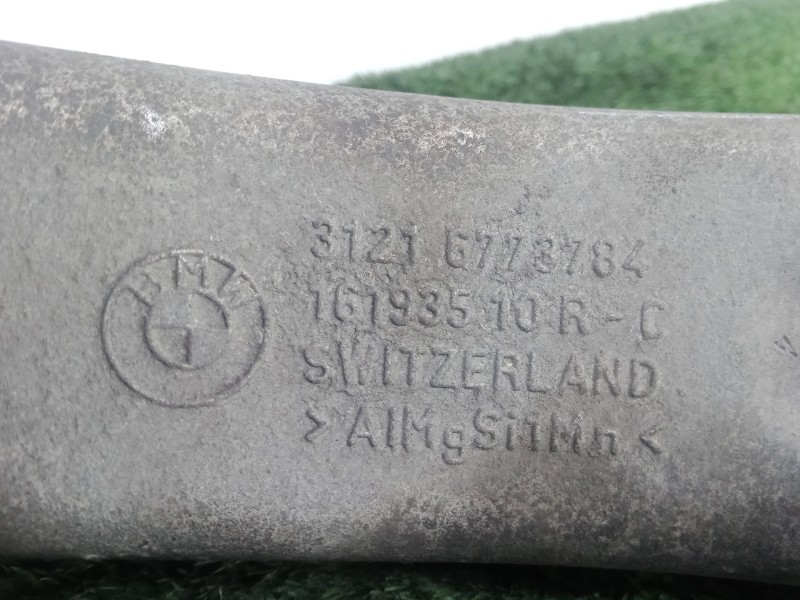 BMW
3121 6773784
16193510 R-C
SWITZERLAND
>AlMgSi1Mn<